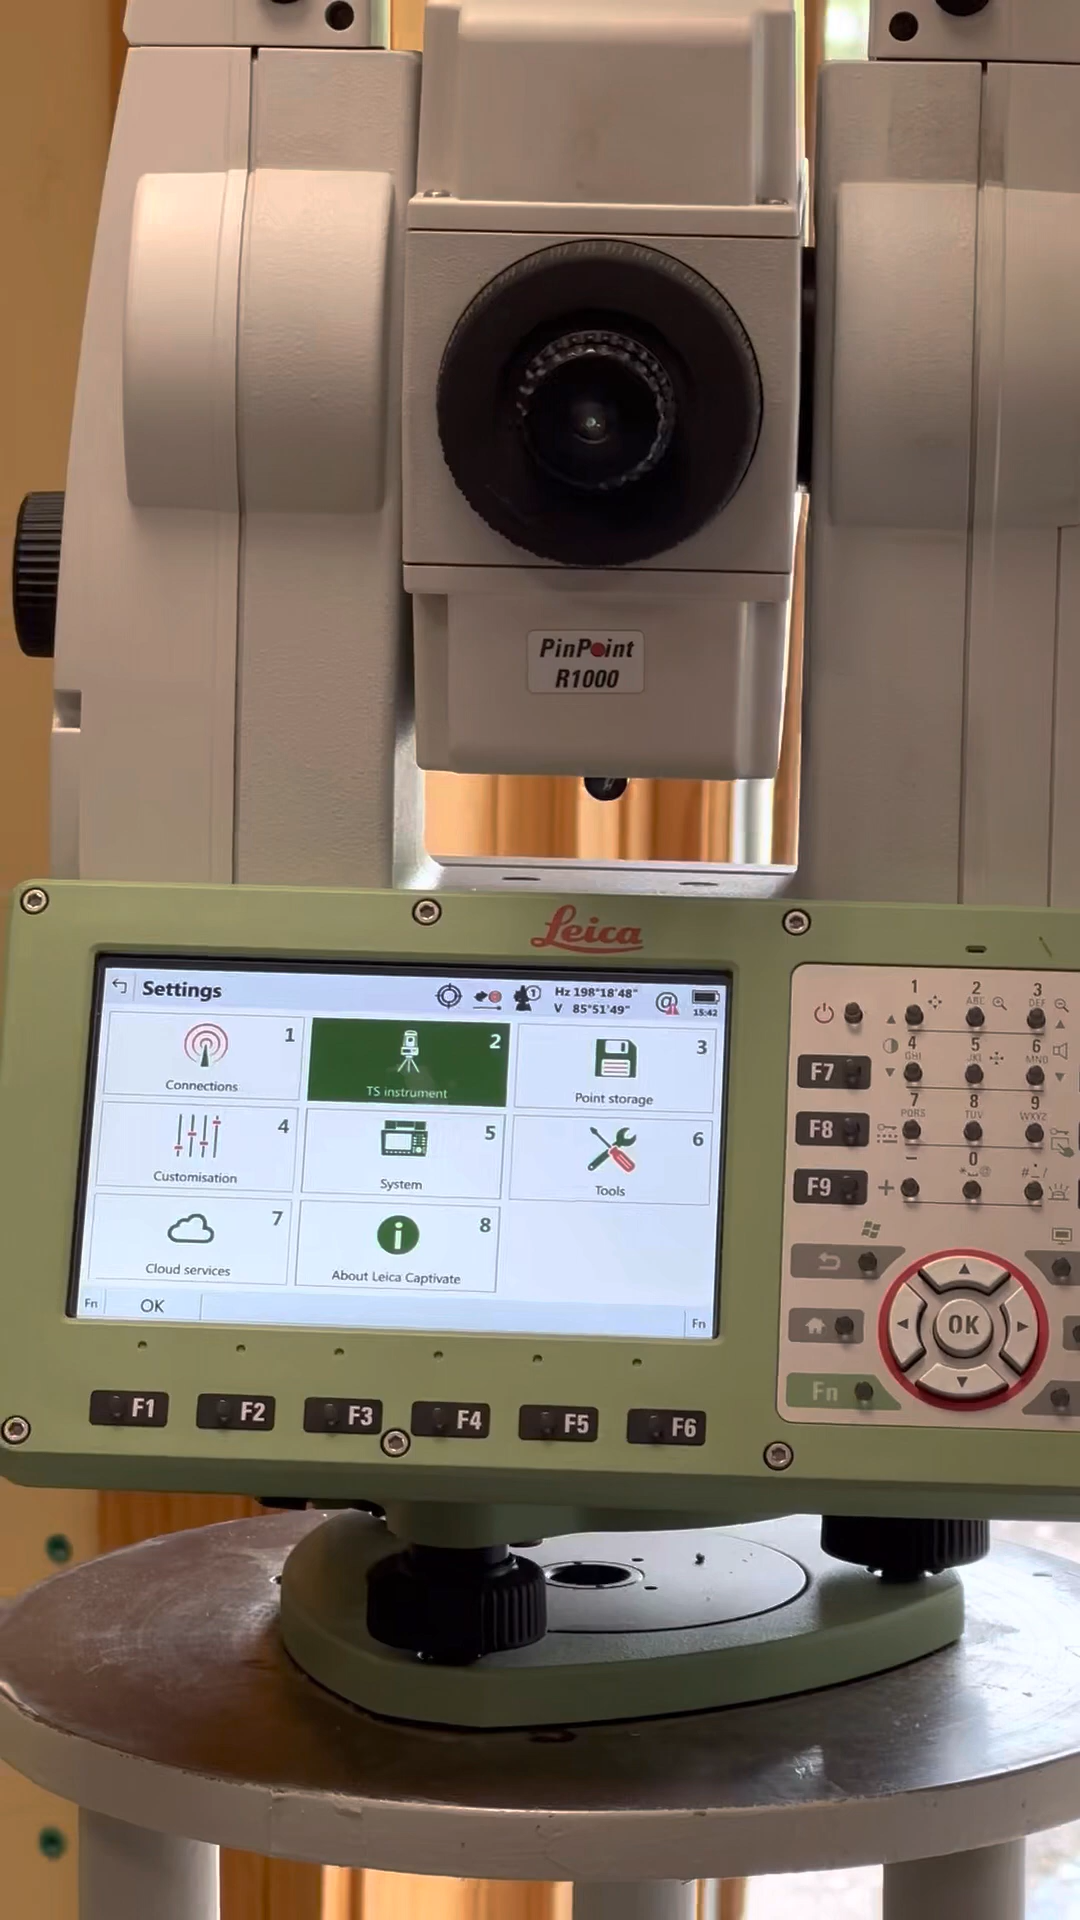 PinPoint
R1000
Leica
Settings
1
Hz 198°18'48"
V 85°51'49"
15:42
1
Connections
2
TS instrument
3
Point storage
4
Customisation
5
System
6
Tools
7
Cloud services
8
About Leica Captivate
Fn
OK
Fn
F1
F2
F3
F4
F5
F6
1
2
ABC
3
DEF
F7
4
GHI
5
JKL
6
MNO
F8
7
PQRS
8
TUV
9
WXYZ
F9
+
–
0
OK
Fn